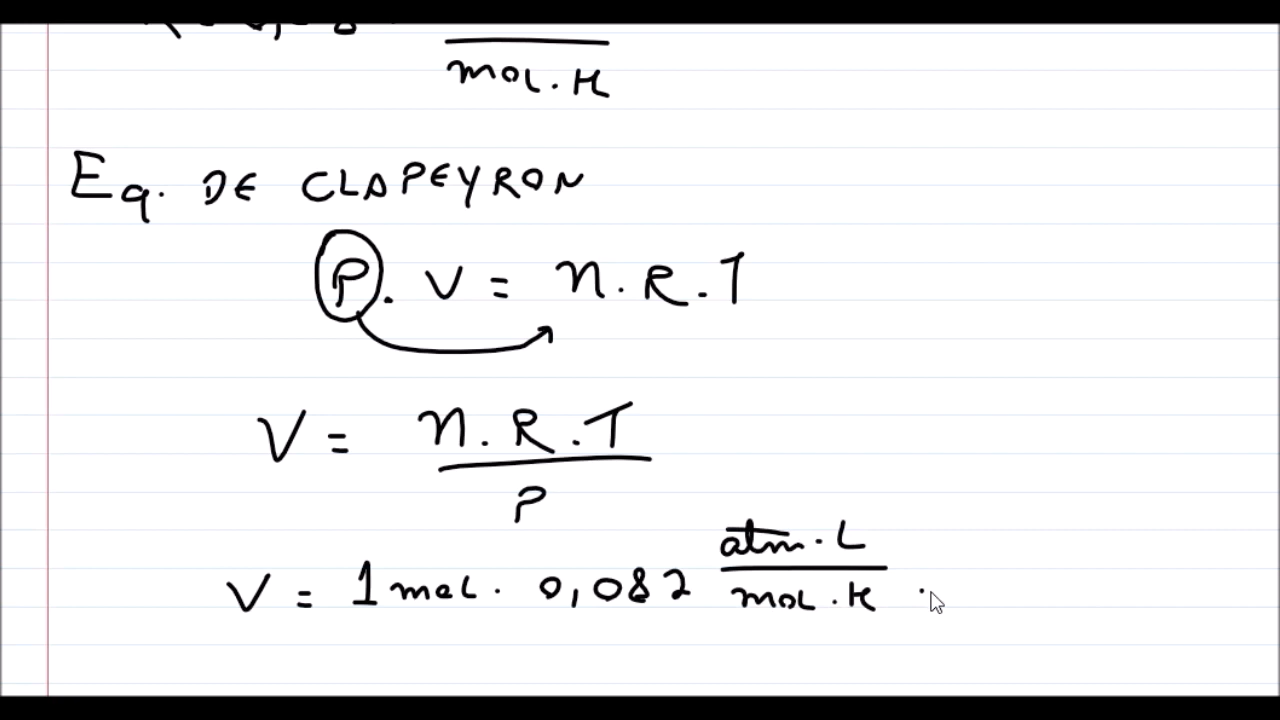 mol.K
Eq. DE CLAPEYRON
P. V = n.R.T
V = n.R.T
P
atm.L
V = 1 mol. 0,082 mol.K .